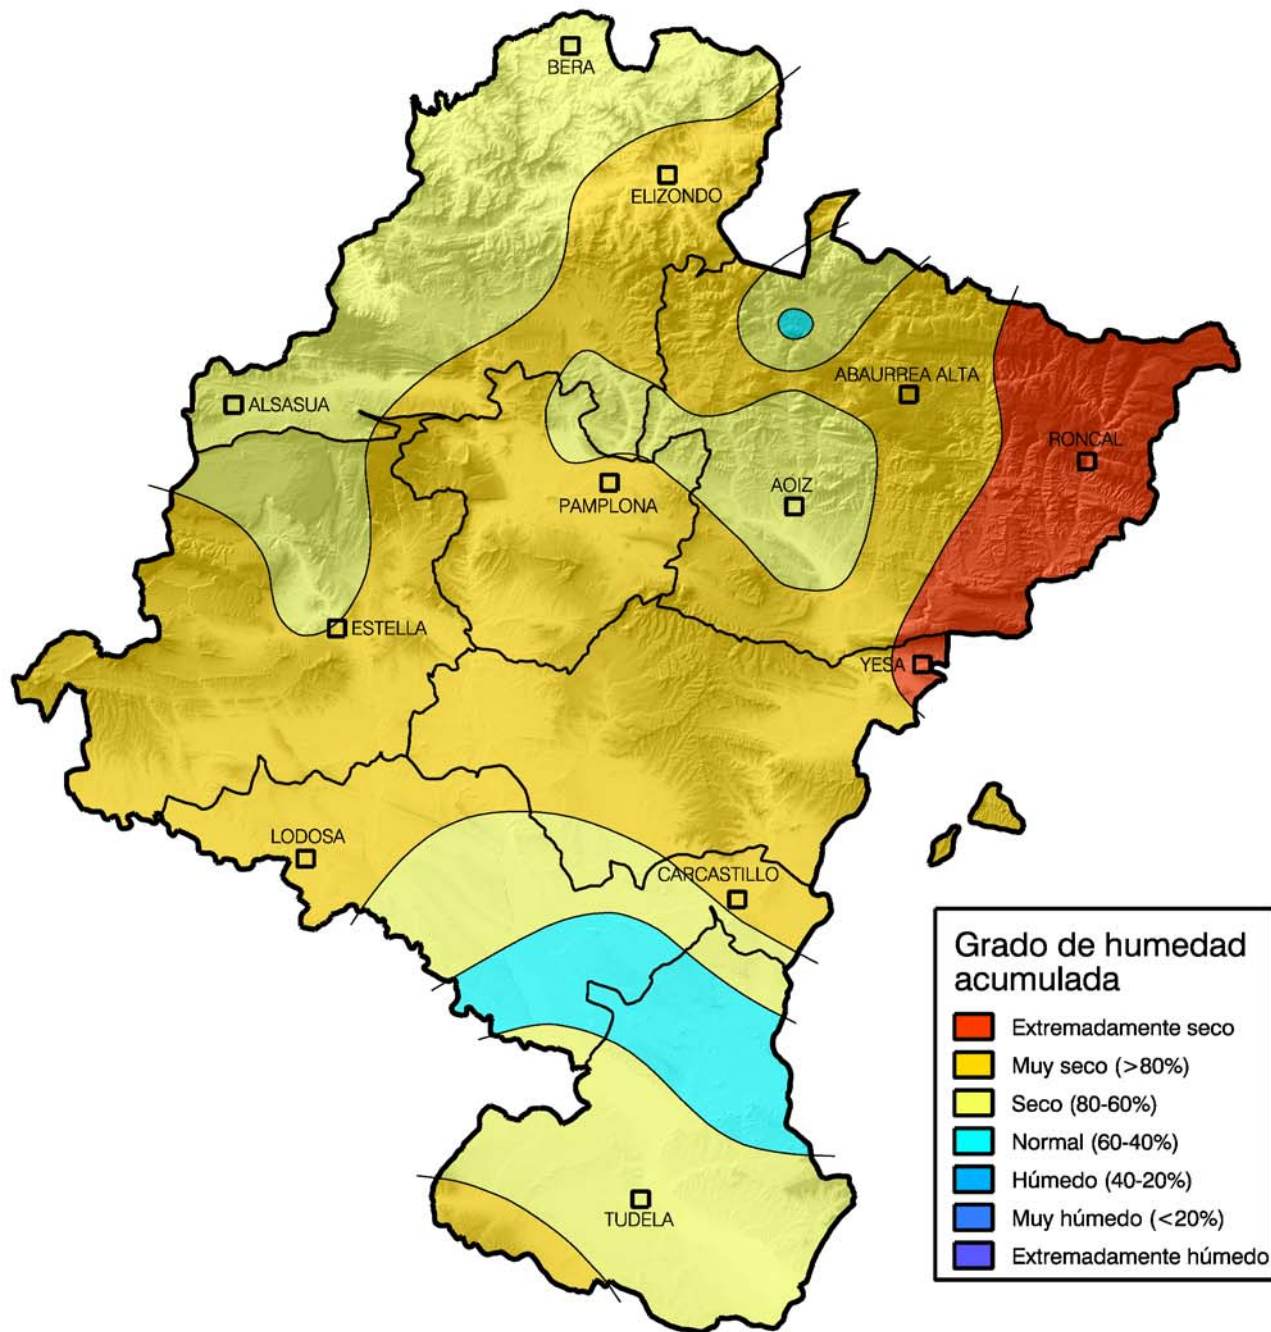 BERA
ELIZONDO
ABAURREA ALTA
ALSASUA
RONCAL
PAMPLONA
AOIZ
ESTELLA
YESA
LODOSA
CARCASTILLO
TUDELA
Grado de humedad
acumulada
Extremadamente seco
Muy seco (>80%)
Seco (80-60%)
Normal (60-40%)
Húmedo (40-20%)
Muy húmedo (<20%)
Extremadamente húmedo